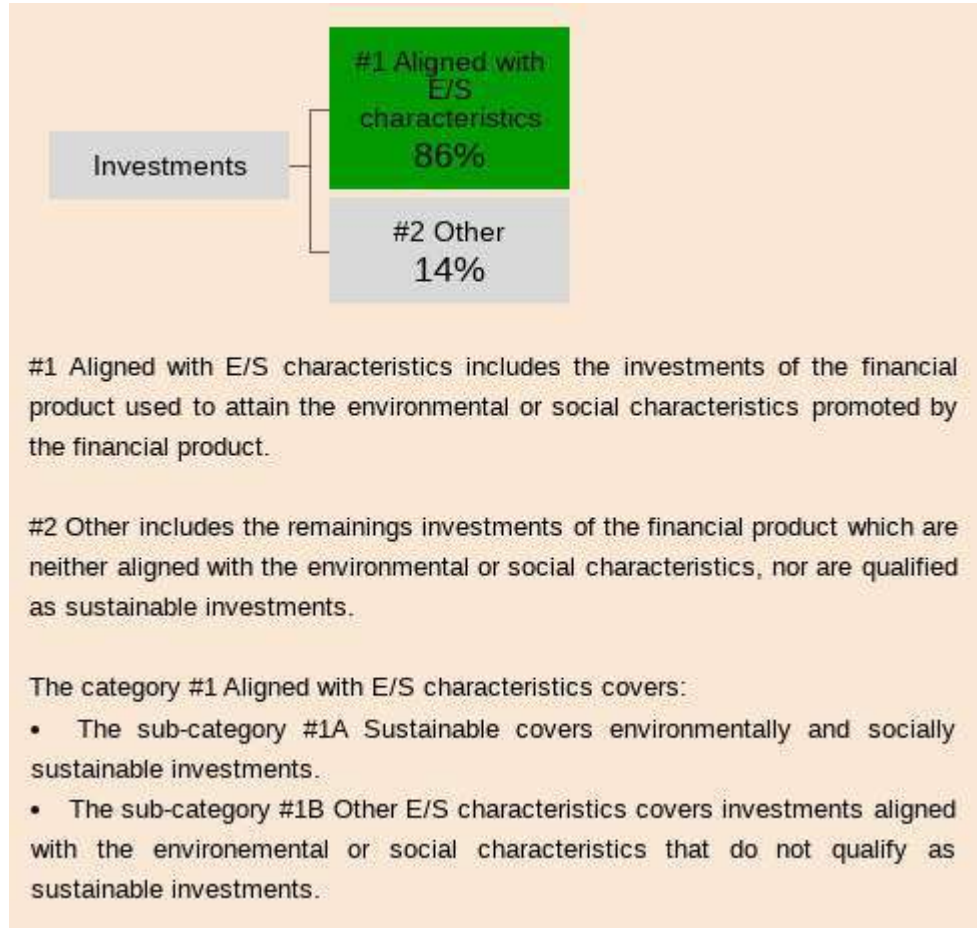 #1 Aligned with
E/S
characteristics
86%
Investments
#2 Other
14%
#1 Aligned with E/S characteristics includes the investments of the financial
product used to attain the environmental or social characteristics promoted by
the financial product.
#2 Other includes the remainings investments of the financial product which are
neither aligned with the environmental or social characteristics, nor are qualified
as sustainable investments.
The category #1 Aligned with E/S characteristics covers:
• The sub-category #1A Sustainable covers environmentally and socially
sustainable investments.
• The sub-category #1B Other E/S characteristics covers investments aligned
with the environemental or social characteristics that do not qualify as
sustainable investments.